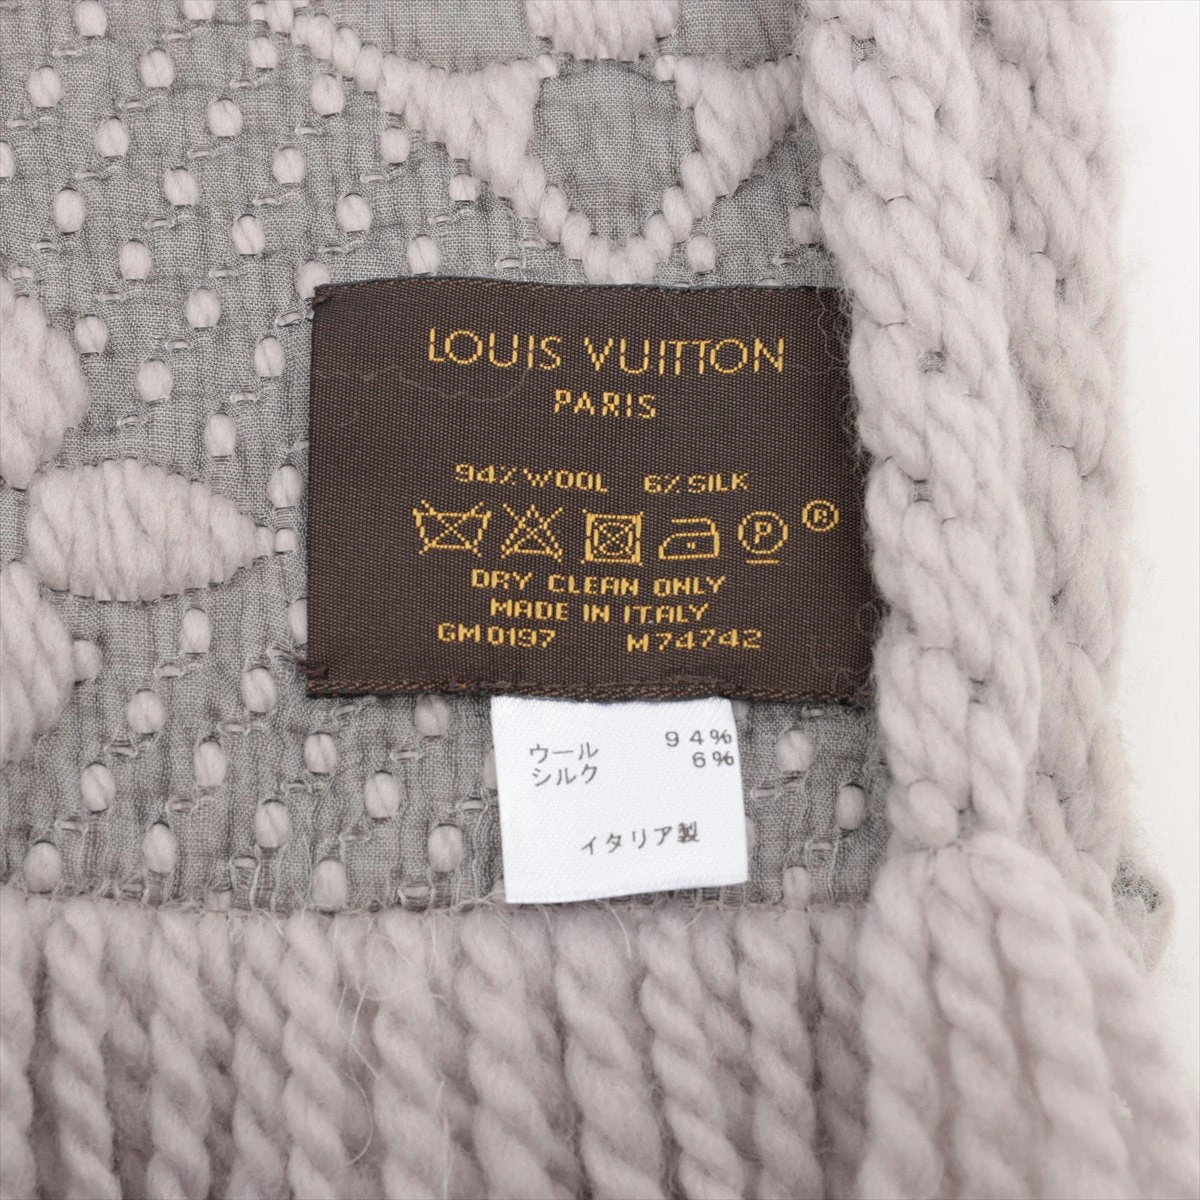 LOUIS VUITTON
PARIS
94% WOOL 6% SILK
P ®
DRY CLEAN ONLY
MADE IN ITALY
GM0197 M74742
ウール 94%
シルク 6%
イタリア製